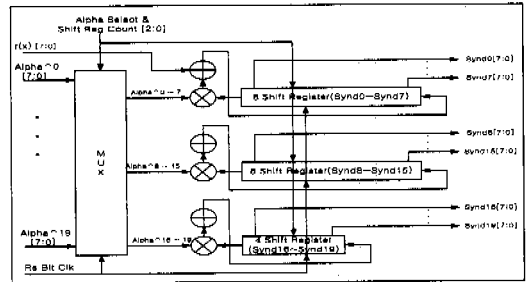 Alpha Select &
Shift Reg Count [2:0]
r(x) [7:0]
Alpha^0
[7:0]
Synd0[7:0]
Synd7[7:0]
Alpha^0 ~ 7
8 Shift Register(Synd0~Synd7)
MUX
Synd8[7:0]
Synd15[7:0]
Alpha^8 ~ 15
8 Shift Register(Synd8~Synd15)
Synd16[7:0]
Synd19[7:0]
Alpha^19
[7:0]
Alpha^16 ~ 19
4 Shift Register
(Synd16~Synd19)
Rs Bit Clk